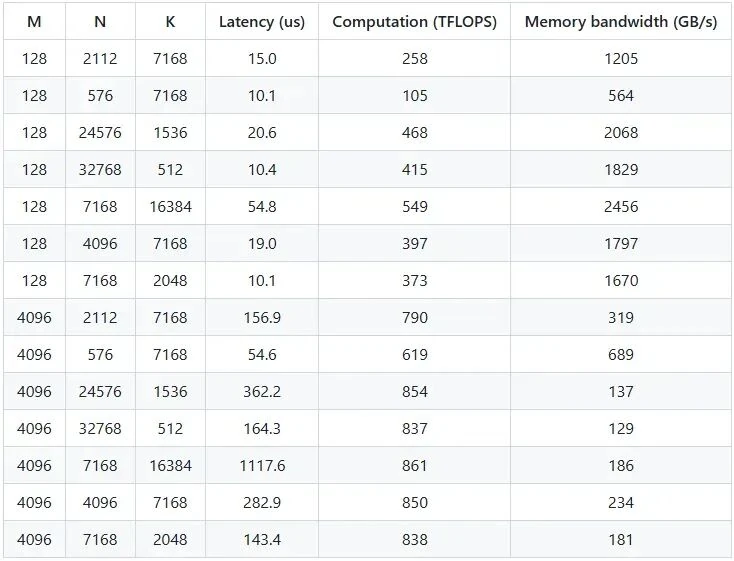 M N K Latency (us) Computation (TFLOPS) Memory bandwidth (GB/s)
128 2112 7168 15.0 258 1205
128 576 7168 10.1 105 564
128 24576 1536 20.6 468 2068
128 32768 512 10.4 415 1829
128 7168 16384 54.8 549 2456
128 4096 7168 19.0 397 1797
128 7168 2048 10.1 373 1670
4096 2112 7168 156.9 790 319
4096 576 7168 54.6 619 689
4096 24576 1536 362.2 854 137
4096 32768 512 164.3 837 129
4096 7168 16384 1117.6 861 186
4096 4096 7168 282.9 850 234
4096 7168 2048 143.4 838 181